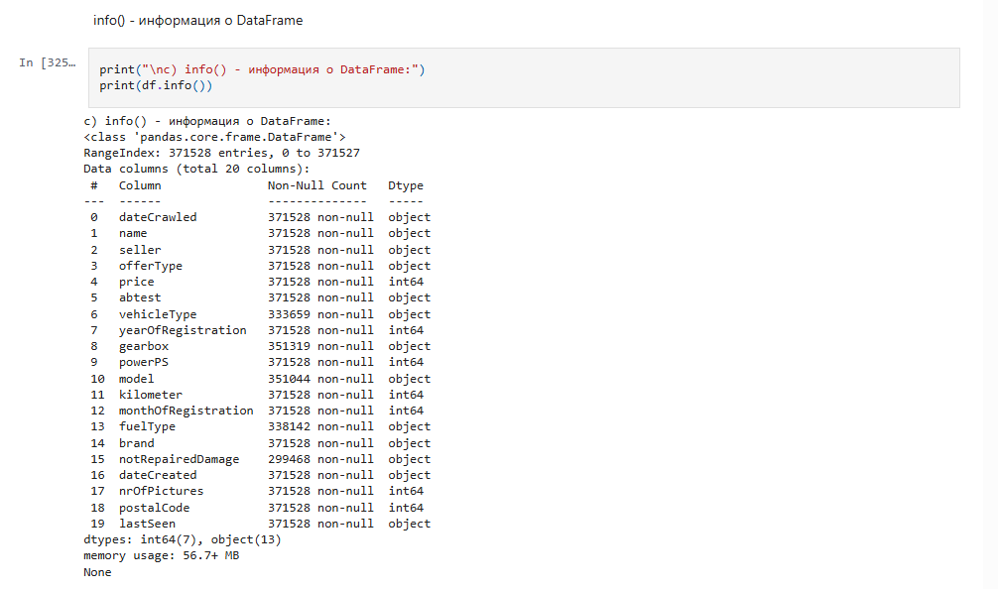 info() - информация о DataFrame
In [325…
print("\nc) info() - информация о DataFrame:")
print(df.info())
c) info() - информация о DataFrame:
<class 'pandas.core.frame.DataFrame'>
RangeIndex: 371528 entries, 0 to 371527
Data columns (total 20 columns):
 #   Column               Non-Null Count   Dtype
---  ------               --------------   -----
 0   dateCrawled          371528 non-null  object
 1   name                 371528 non-null  object
 2   seller               371528 non-null  object
 3   offerType            371528 non-null  object
 4   price                371528 non-null  int64
 5   abtest               371528 non-null  object
 6   vehicleType          333659 non-null  object
 7   yearOfRegistration   371528 non-null  int64
 8   gearbox              351319 non-null  object
 9   powerPS              371528 non-null  int64
 10  model                351044 non-null  object
 11  kilometer            371528 non-null  int64
 12  monthOfRegistration  371528 non-null  int64
 13  fuelType             338142 non-null  object
 14  brand                371528 non-null  object
 15  notRepairedDamage    299468 non-null  object
 16  dateCreated          371528 non-null  object
 17  nrOfPictures         371528 non-null  int64
 18  postalCode           371528 non-null  int64
 19  lastSeen             371528 non-null  object
dtypes: int64(7), object(13)
memory usage: 56.7+ MB
None